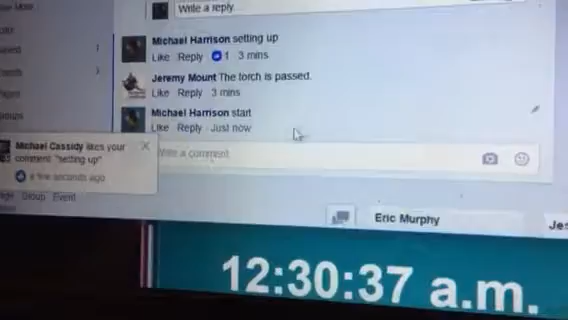 Write a reply
Michael Harrison setting up
Like Reply 1 3 mins
Jeremy Mount The torch is passed.
Like Reply 3 mins
Michael Harrison start
Like Reply Just now
Write a comment
Michael Cassidy likes your
comment: "setting up"
a few seconds ago
Group Event
Eric Murphy
12:30:37 a.m.